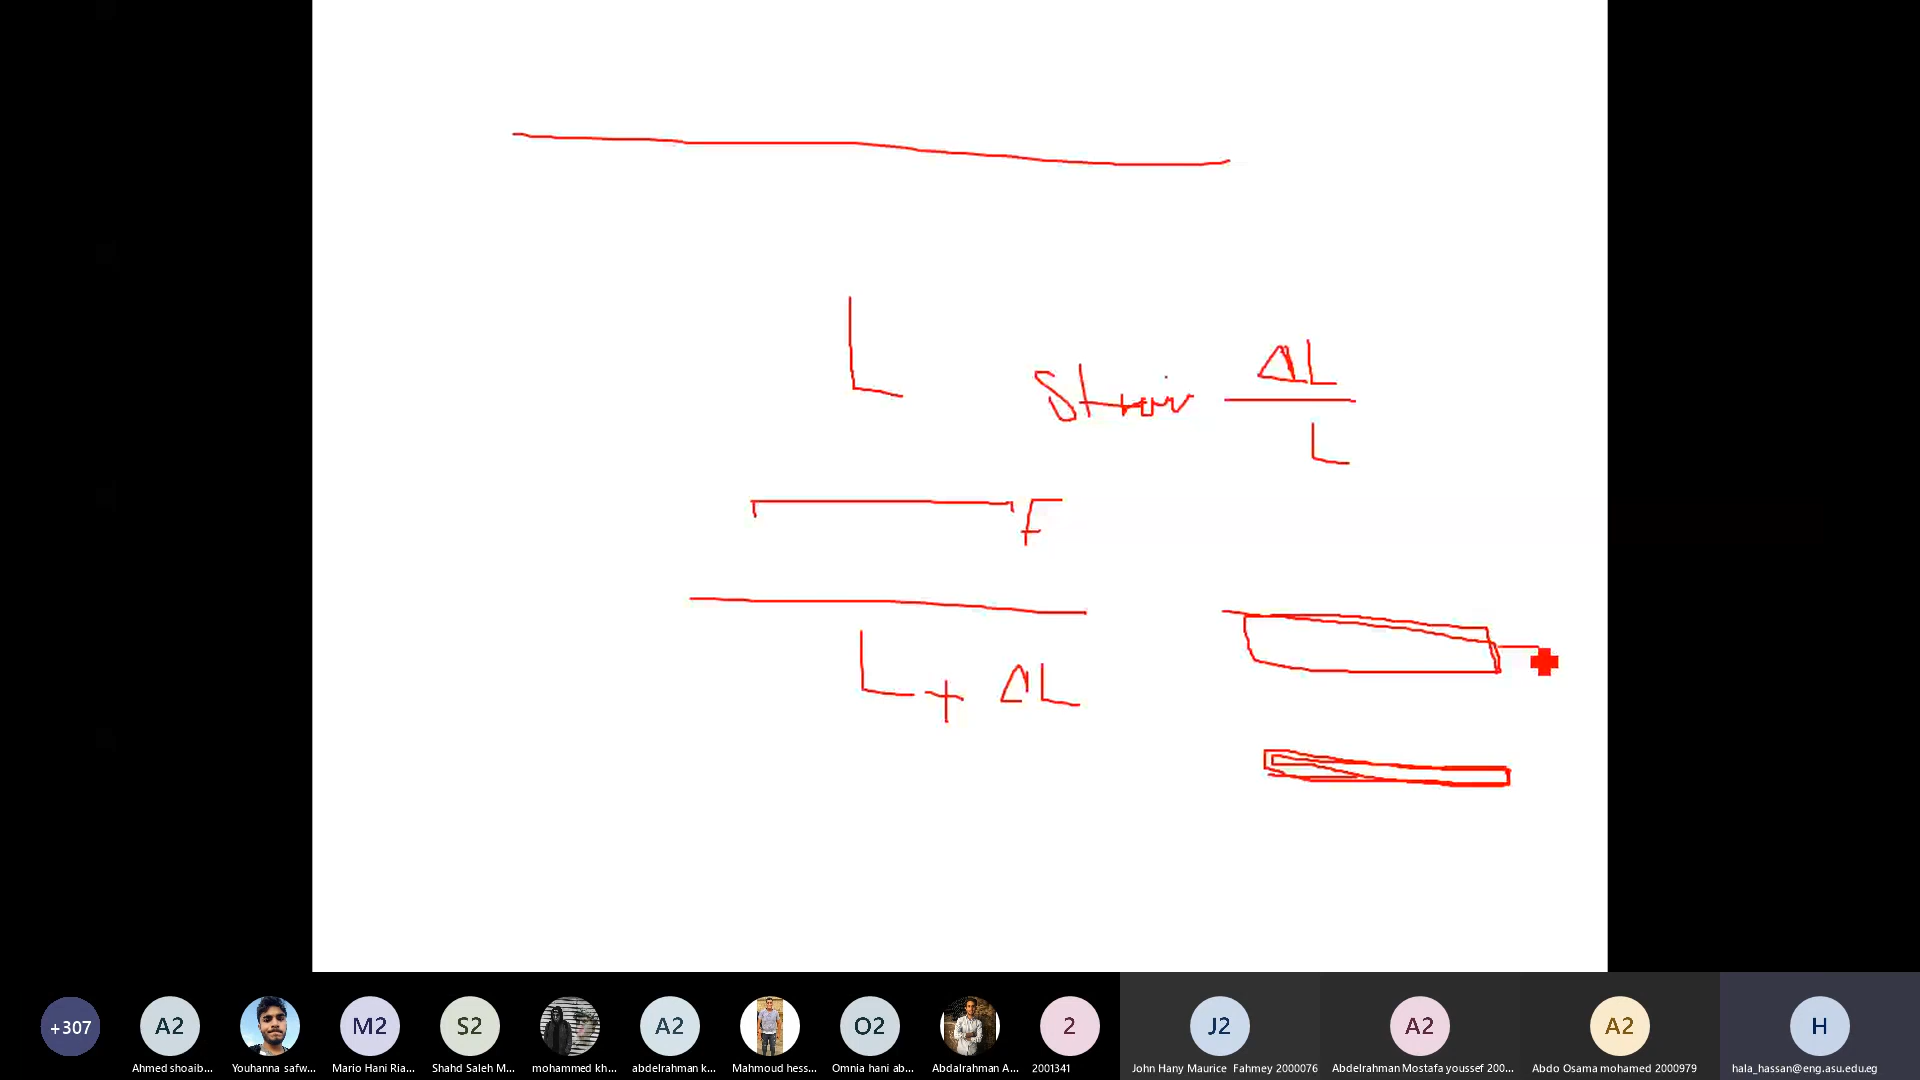 L
Strain ΔL
L
F
L + ΔL
+307 A2 M2 S2 A2 O2 2 J2 A2 A2 H
Ahmed shoaib... Youhanna safw... Mario Hani Ria... Shahd Saleh M... mohammed kh... abdelrahman k... Mahmoud hess... Omnia hani ab... Abdalrahman A... 2001341 John Hany Maurice Fahmey 2000076 Abdelrahman Mostafa youssef 200... Abdo Osama mohamed 2000979 hala_hassan@eng.asu.edu.eg